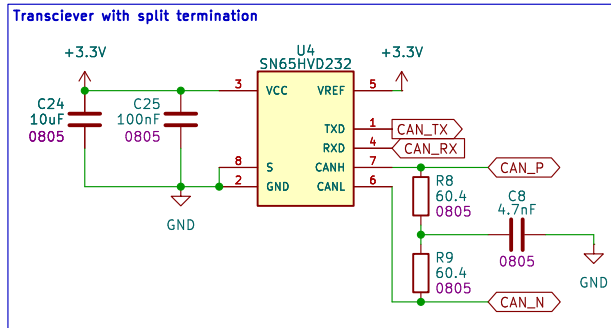 Transciever with split termination
+3.3V
U4
SN65HVD232
+3.3V
3
VCC
VREF
5
C24
10uF
0805
C25
100nF
0805
TXD
1
CAN_TX
RXD
4
CAN_RX
8
S
CANH
7
CAN_P
2
GND
CANL
6
GND
R8
60.4
0805
C8
4.7nF
0805
R9
60.4
0805
GND
CAN_N